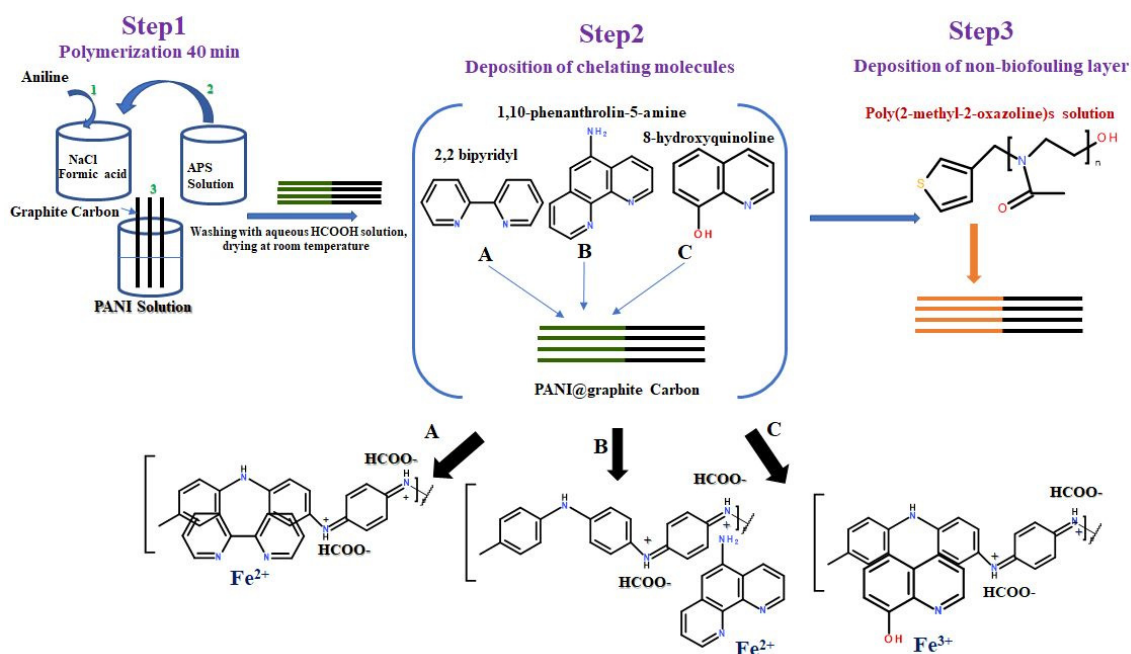 Step1
Polymerization 40 min
Aniline
1
2
NaCl
Formic acid
APS
Solution
3
Graphite Carbon
PANI Solution
Washing with aqueous HCOOH solution,
drying at room temperature
Step2
Deposition of chelating molecules
1,10-phenanthrolin-5-amine
NH₂
8-hydroxyquinoline
2,2 bipyridyl
N
N
N
N
N
OH
A
B
C
PANI@graphite Carbon
Step3
Deposition of non-biofouling layer
Poly(2-methyl-2-oxazoline)s solution
S
N
n
OH
O
A
B
C
HCOO-
H
N
H
N
+
N
+
H
HCOO-
N
N
Fe²⁺
HCOO-
H
N
H
N
+
NH₂
+
N
H
HCOO-
N
N
Fe²⁺
HCOO-
H
N
H
N
+
+
N
H
HCOO-
N
OH
Fe³⁺